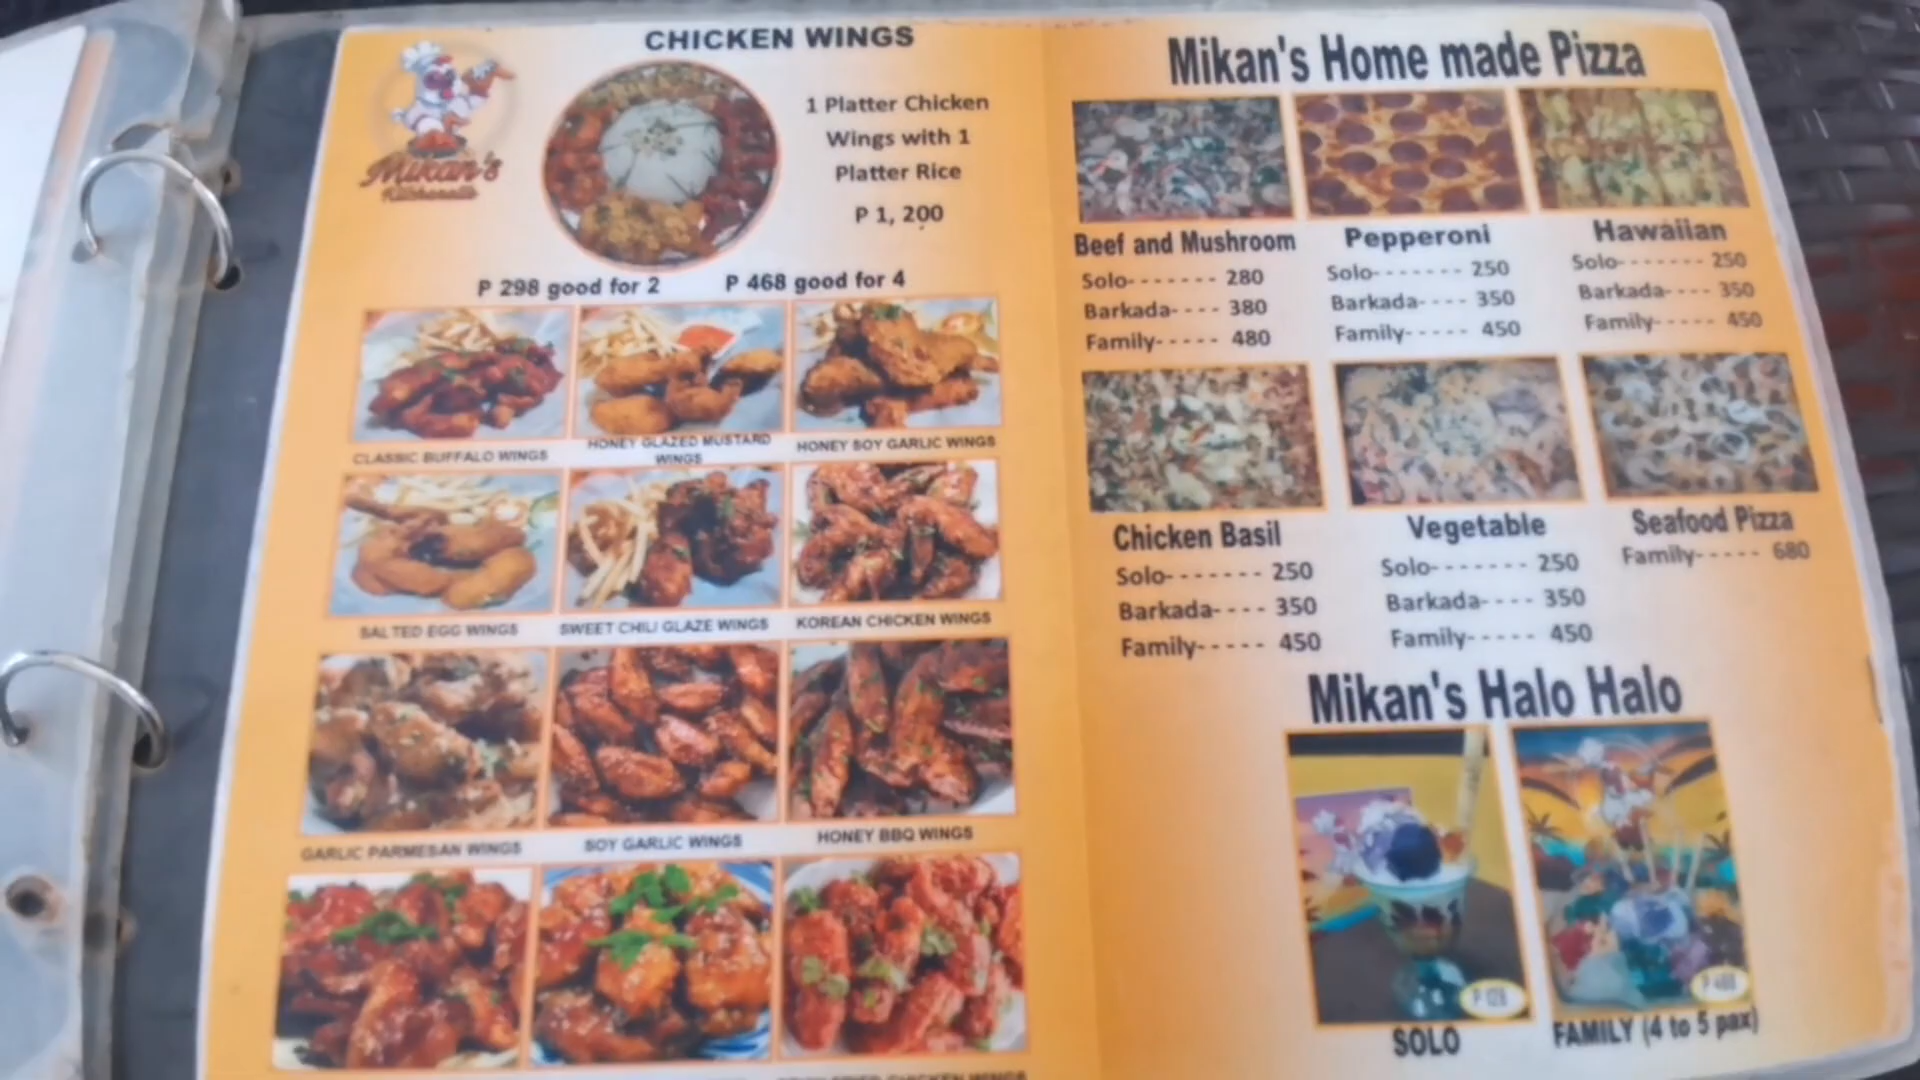 CHICKEN WINGS
Mikan's
1 Platter Chicken
Wings with 1
Platter Rice
P 1, 200
P 298 good for 2
P 468 good for 4
CLASSIC BUFFALO WINGS
HONEY GLAZED MUSTARD
WINGS
HONEY SOY GARLIC WINGS
SALTED EGG WINGS
SWEET CHILI GLAZE WINGS
KOREAN CHICKEN WINGS
GARLIC PARMESAN WINGS
SOY GARLIC WINGS
HONEY BBQ WINGS
CHICKEN WINGS
Mikan's Home made Pizza
Beef and Mushroom
Solo- - - - - - - 280
Barkada- - - - 380
Family- - - - - 480
Pepperoni
Solo- - - - - - - 250
Barkada- - - - 350
Family- - - - - 450
Hawaiian
Solo- - - - - - - 250
Barkada- - - - 350
Family- - - - - 450
Chicken Basil
Solo- - - - - - - 250
Barkada- - - - 350
Family- - - - - 450
Vegetable
Solo- - - - - - - 250
Barkada- - - - 350
Family- - - - - 450
Seafood Pizza
Family- - - - - 680
Mikan's Halo Halo
SOLO
FAMILY (4 to 5 pax)